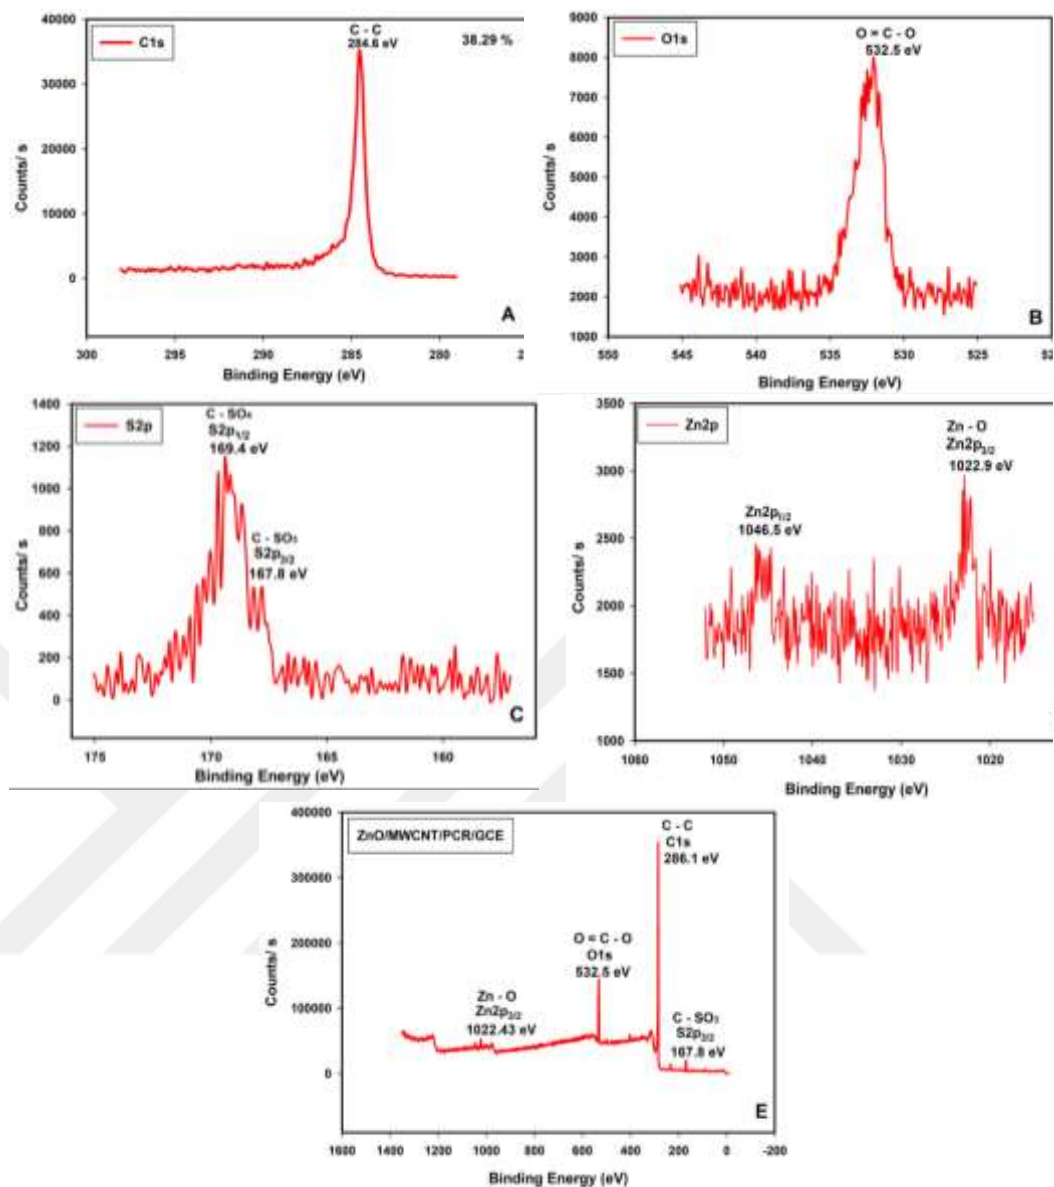 C1s
C - C
284.6 eV
38.29 %
40000
30000
20000
10000
0
Counts/ s
A
300 295 290 285 280
Binding Energy (eV)
O1s
O = C - O
532.5 eV
9000
8000
7000
6000
5000
4000
3000
2000
1000
Counts/ s
B
550 545 540 535 530 525
Binding Energy (eV)
S2p
C - SO₄
S2p1/2
169.4 eV
C - SO₃
S2p3/2
167.8 eV
1400
1200
1000
800
600
400
200
0
Counts/ s
C
175 170 165 160
Binding Energy (eV)
Zn2p
Zn - O
Zn2p3/2
1022.9 eV
Zn2p1/2
1046.5 eV
3500
3000
2500
2000
1500
1000
Counts/ s
1060 1050 1040 1030 1020
Binding Energy (eV)
ZnO/MWCNT/PCR/GCE
C - C
C1s
286.1 eV
O = C - O
O1s
532.5 eV
Zn - O
Zn2p3/2
1022.43 eV
C - SO₃
S2p3/2
167.8 eV
400000
300000
200000
100000
0
Counts/ s
E
1600 1400 1200 1000 800 600 400 200 0 -200
Binding Energy (eV)